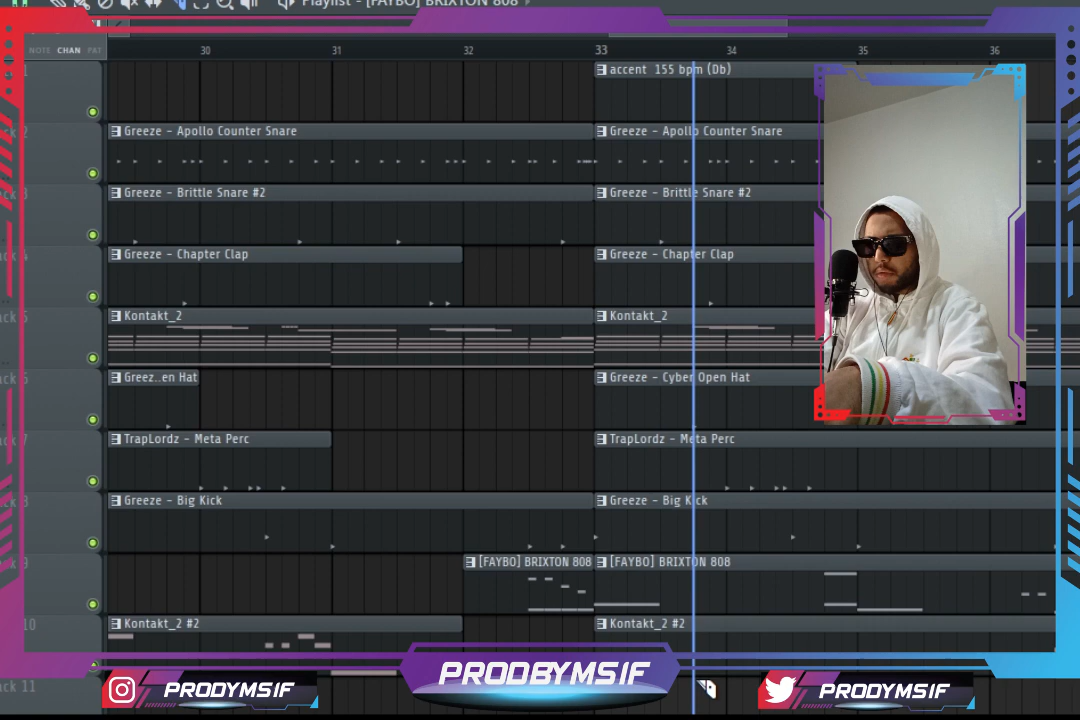 Playlist - [FAYBO] BRIXTON 808
NOTE CHAN PAT
30 31 32 33 34 35 36
accent 155 bpm (Db)
Greeze - Apollo Counter Snare
Greeze - Apollo Counter Snare
Greeze - Brittle Snare #2
Greeze - Brittle Snare #2
Greeze - Chapter Clap
Greeze - Chapter Clap
Kontakt_2
Kontakt_2
Greez..en Hat
Greeze - Cyber Open Hat
TrapLordz - Meta Perc
TrapLordz - Meta Perc
Greeze - Big Kick
Greeze - Big Kick
[FAYBO] BRIXTON 808
[FAYBO] BRIXTON 808
10
Kontakt_2 #2
Kontakt_2 #2
ck 11
PRODYMSIF
PRODBYMSIF
PRODYMSIF